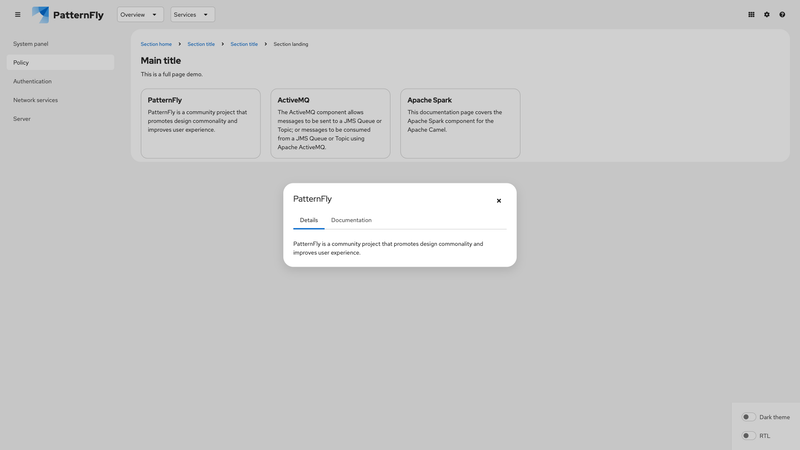 PatternFly
Overview
Services
System panel
Policy
Authentication
Network services
Server
Section home
Section title
Section title
Section landing
Main title
This is a full page demo.
PatternFly
PatternFly is a community project that
promotes design commonality and
improves user experience.
ActiveMQ
The ActiveMQ component allows
messages to be sent to a JMS Queue or
Topic; or messages to be consumed
from a JMS Queue or Topic using
Apache ActiveMQ.
Apache Spark
This documentation page covers the
Apache Spark component for the
Apache Camel.
PatternFly
Details
Documentation
PatternFly is a community project that promotes design commonality and
improves user experience.
Dark theme
RTL